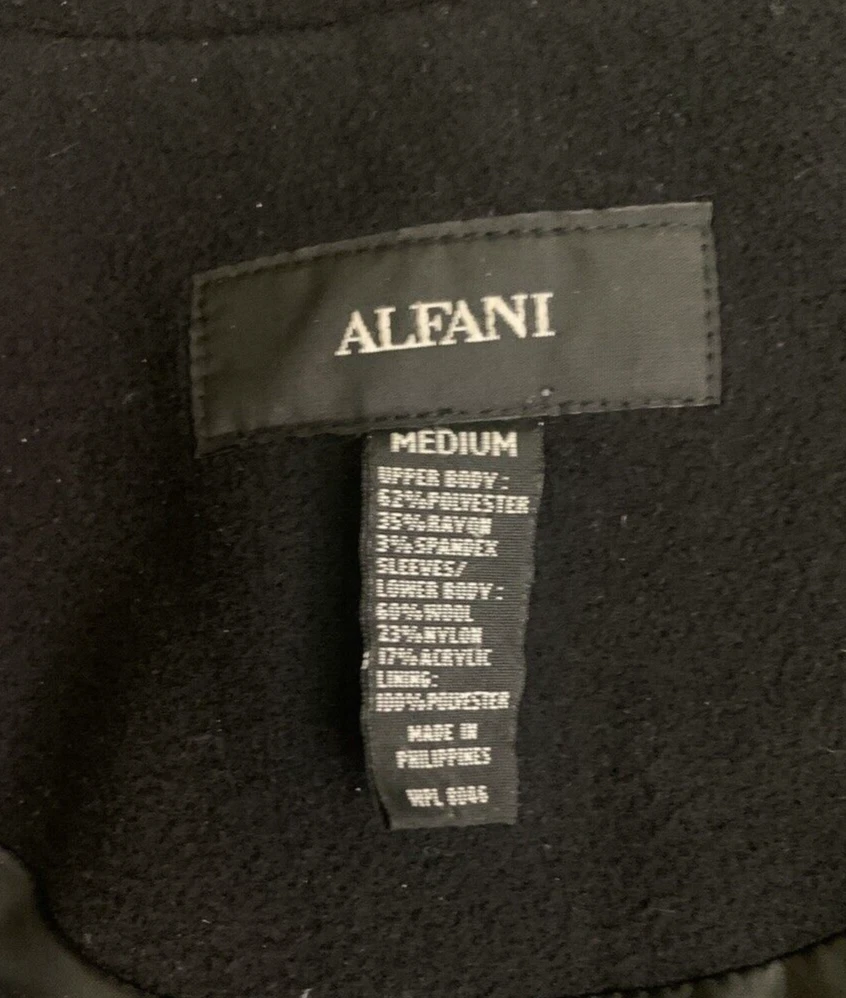 ALFANI
MEDIUM
UPPER BODY:
62%POLYESTER
35%RAYON
3%SPANDEX
SLEEVES/
LOWER BODY:
60%WOOL
23%NYLON
17%ACRYLIC
LINING:
100%POLYESTER
MADE IN
PHILIPPINES
WPL